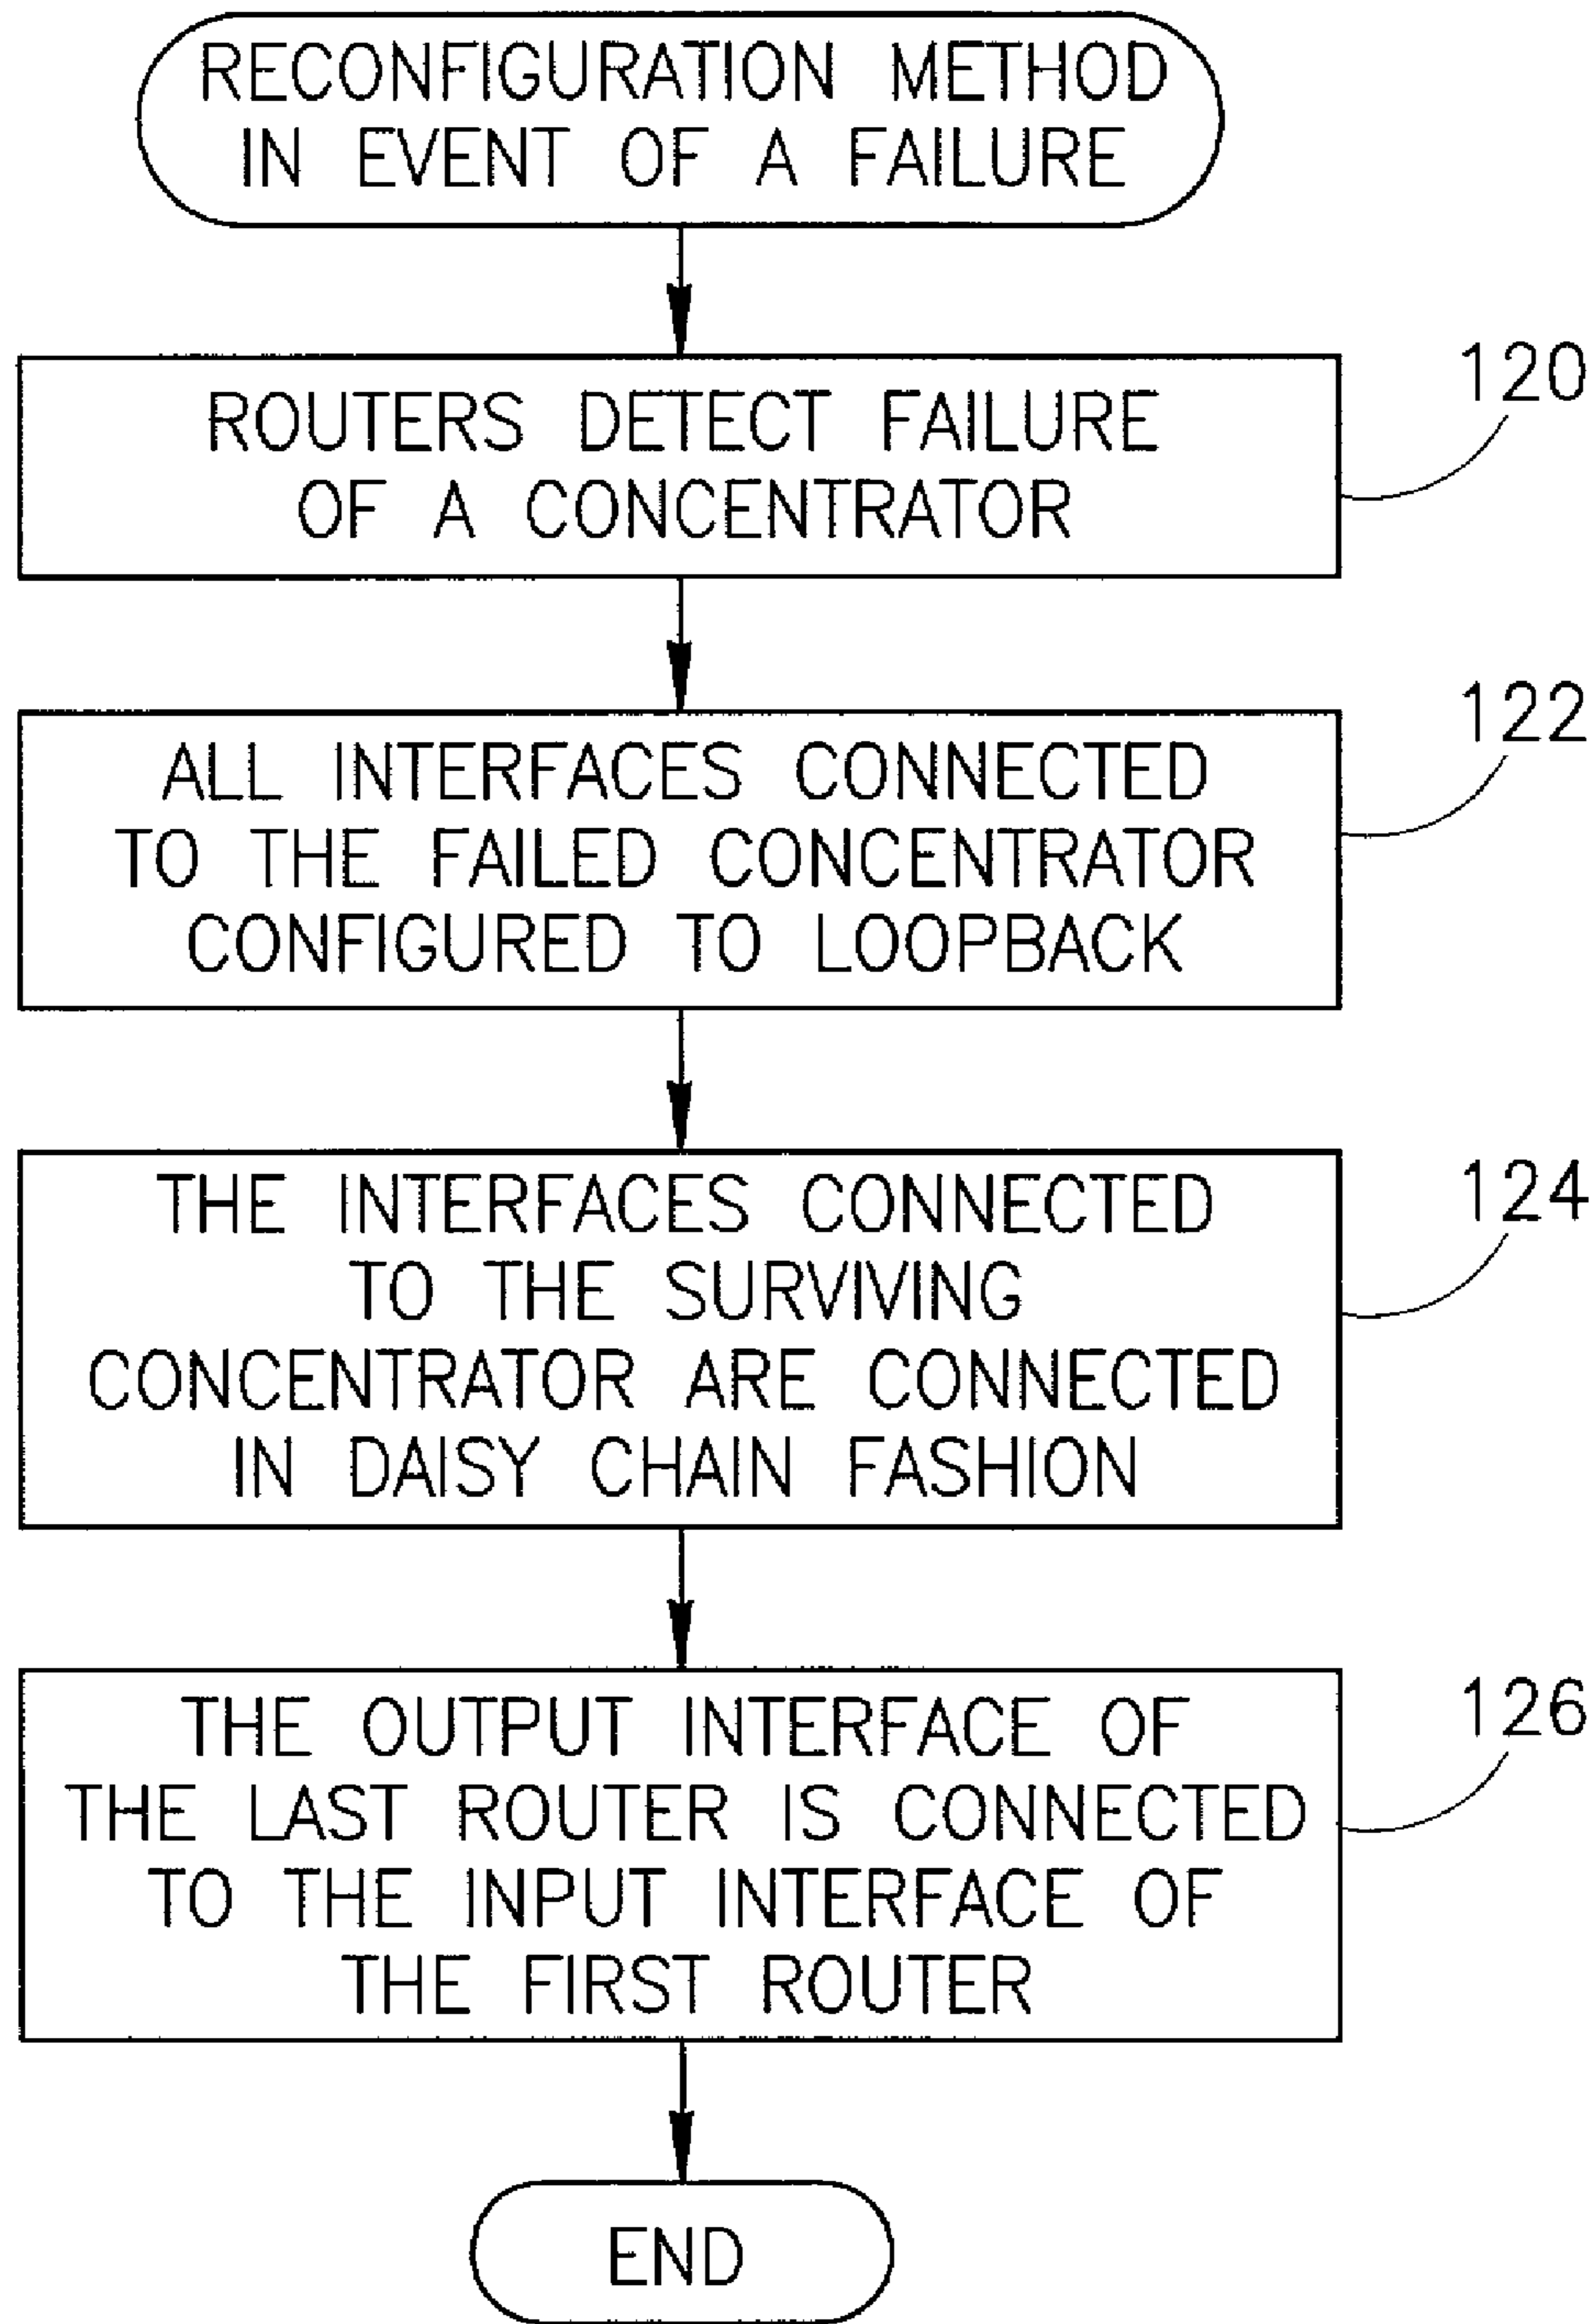 RECONFIGURATION METHOD
IN EVENT OF A FAILURE
120
ROUTERS DETECT FAILURE
OF A CONCENTRATOR
122
ALL INTERFACES CONNECTED
TO THE FAILED CONCENTRATOR
CONFIGURED TO LOOPBACK
124
THE INTERFACES CONNECTED
TO THE SURVIVING
CONCENTRATOR ARE CONNECTED
IN DAISY CHAIN FASHION
126
THE OUTPUT INTERFACE OF
THE LAST ROUTER IS CONNECTED
TO THE INPUT INTERFACE OF
THE FIRST ROUTER
END